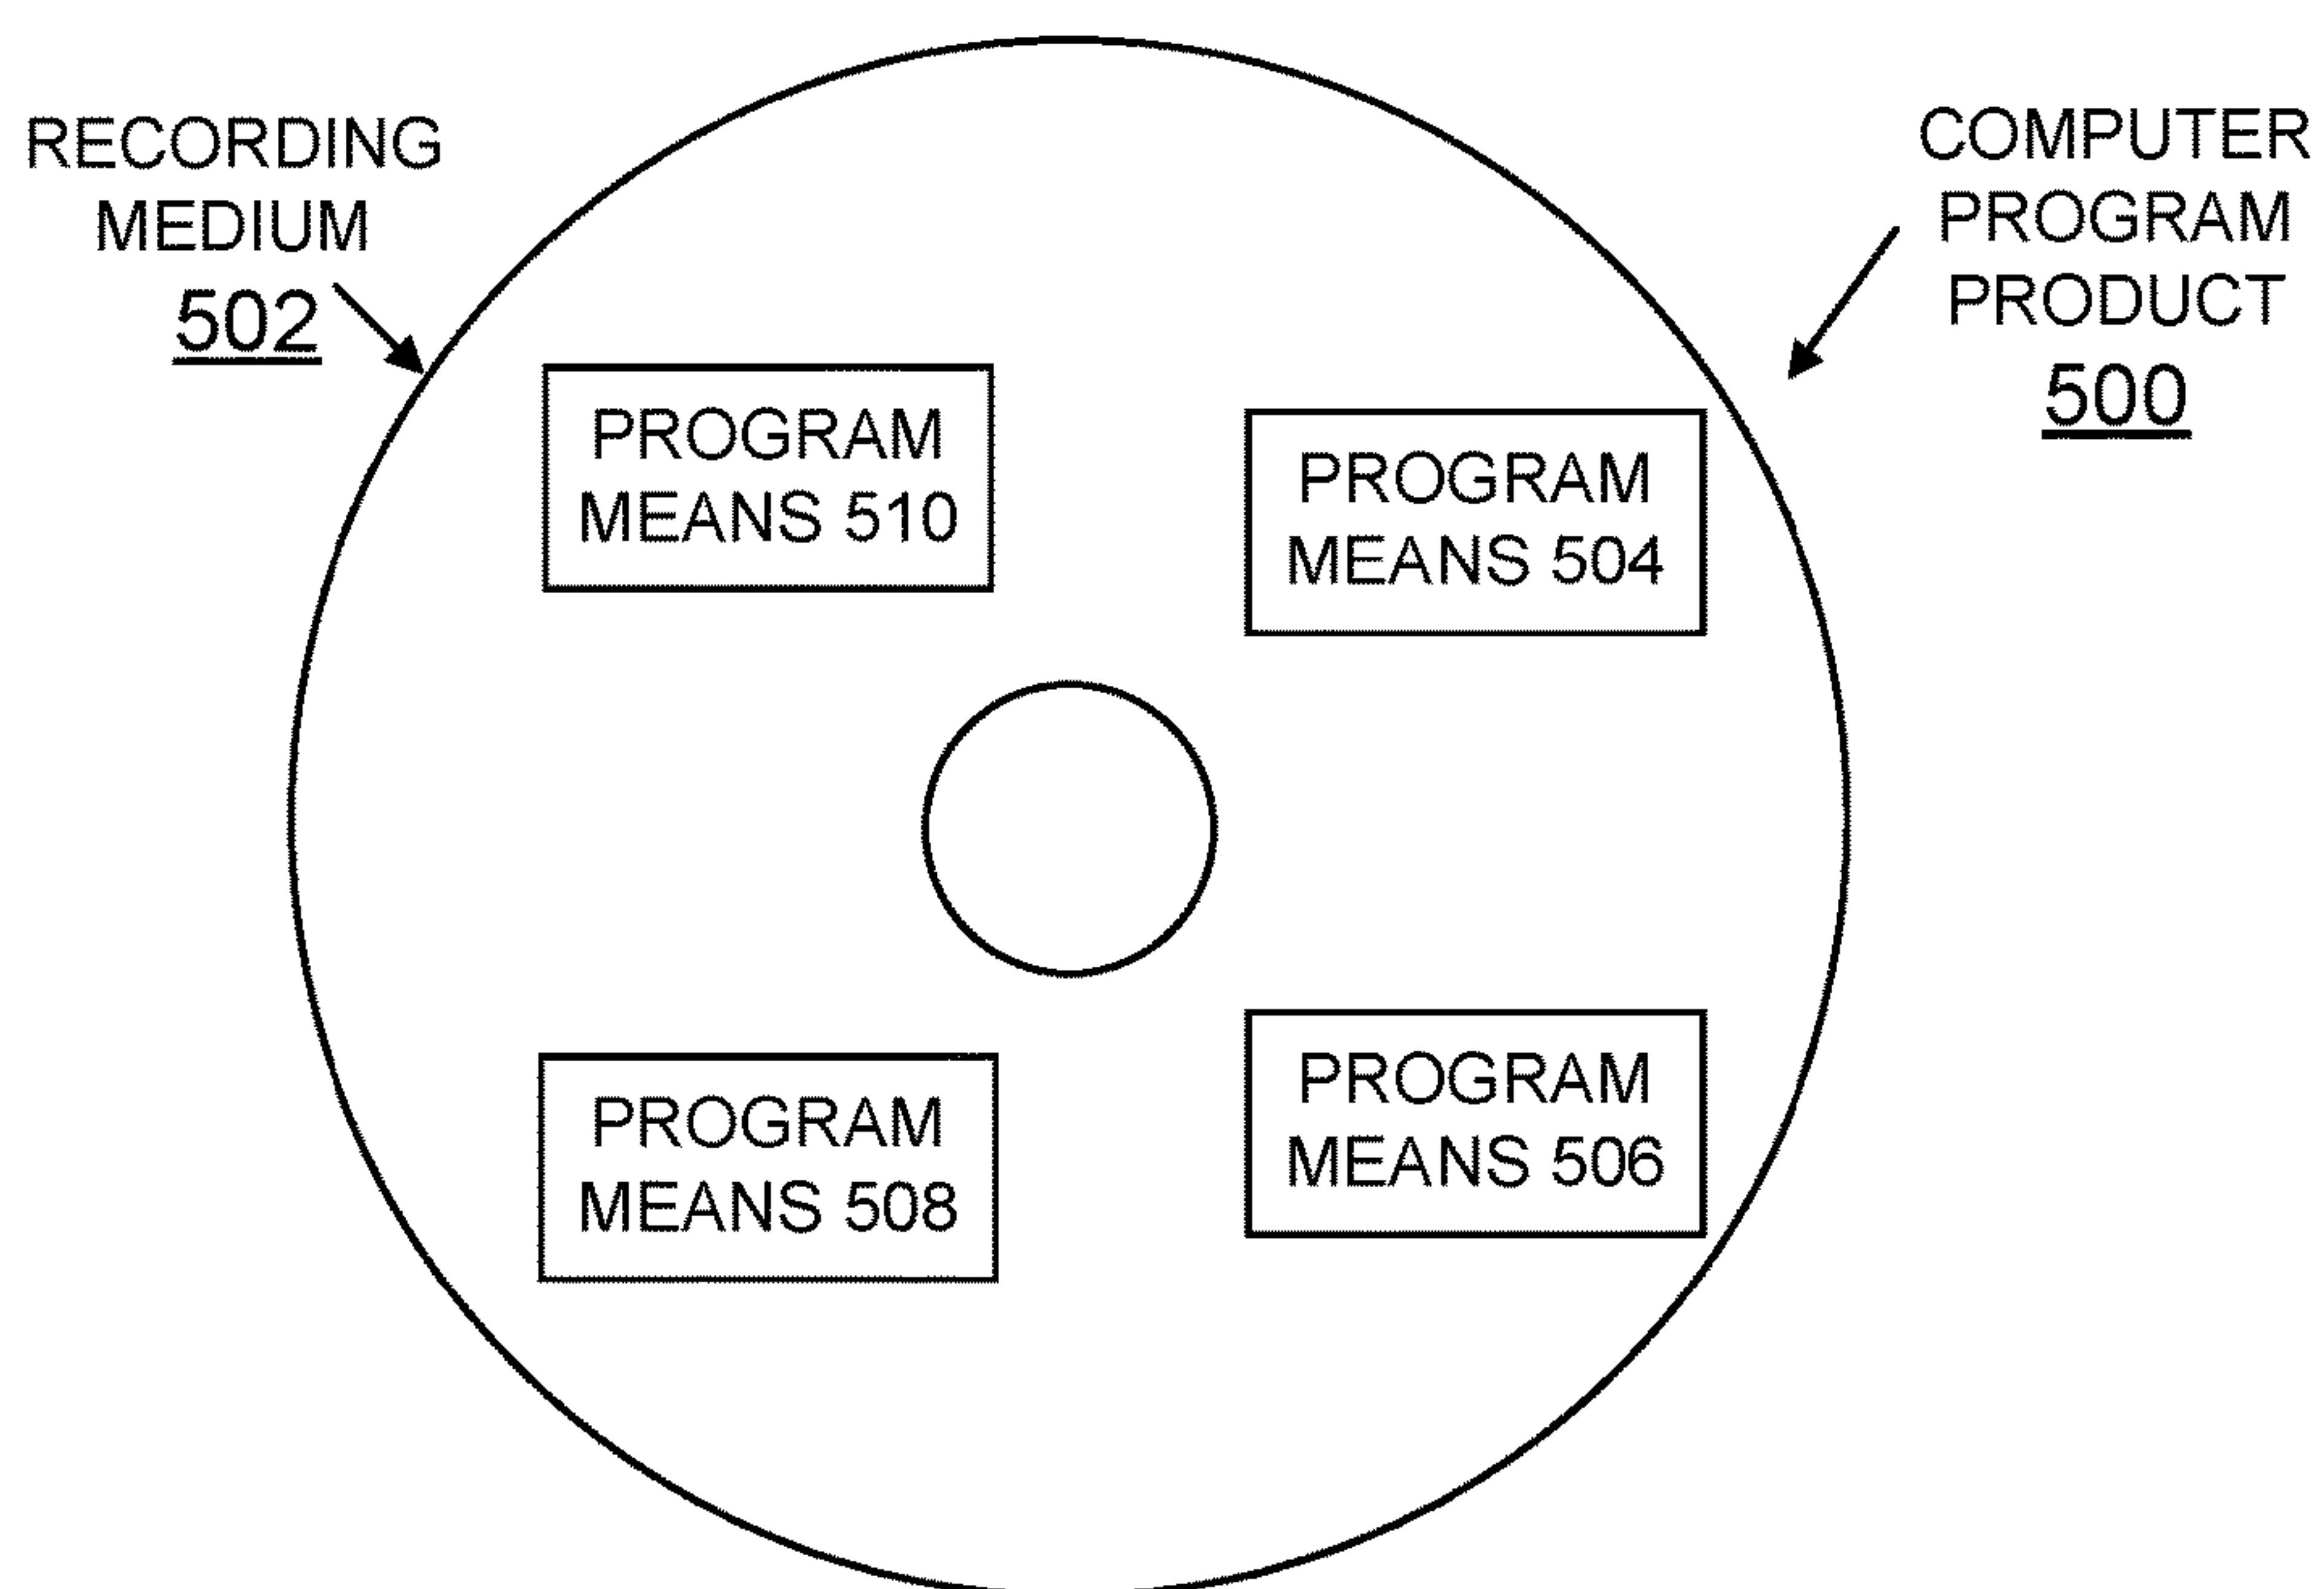 RECORDING
MEDIUM
502
COMPUTER
PROGRAM
PRODUCT
500
PROGRAM
MEANS 510
PROGRAM
MEANS 504
PROGRAM
MEANS 508
PROGRAM
MEANS 506